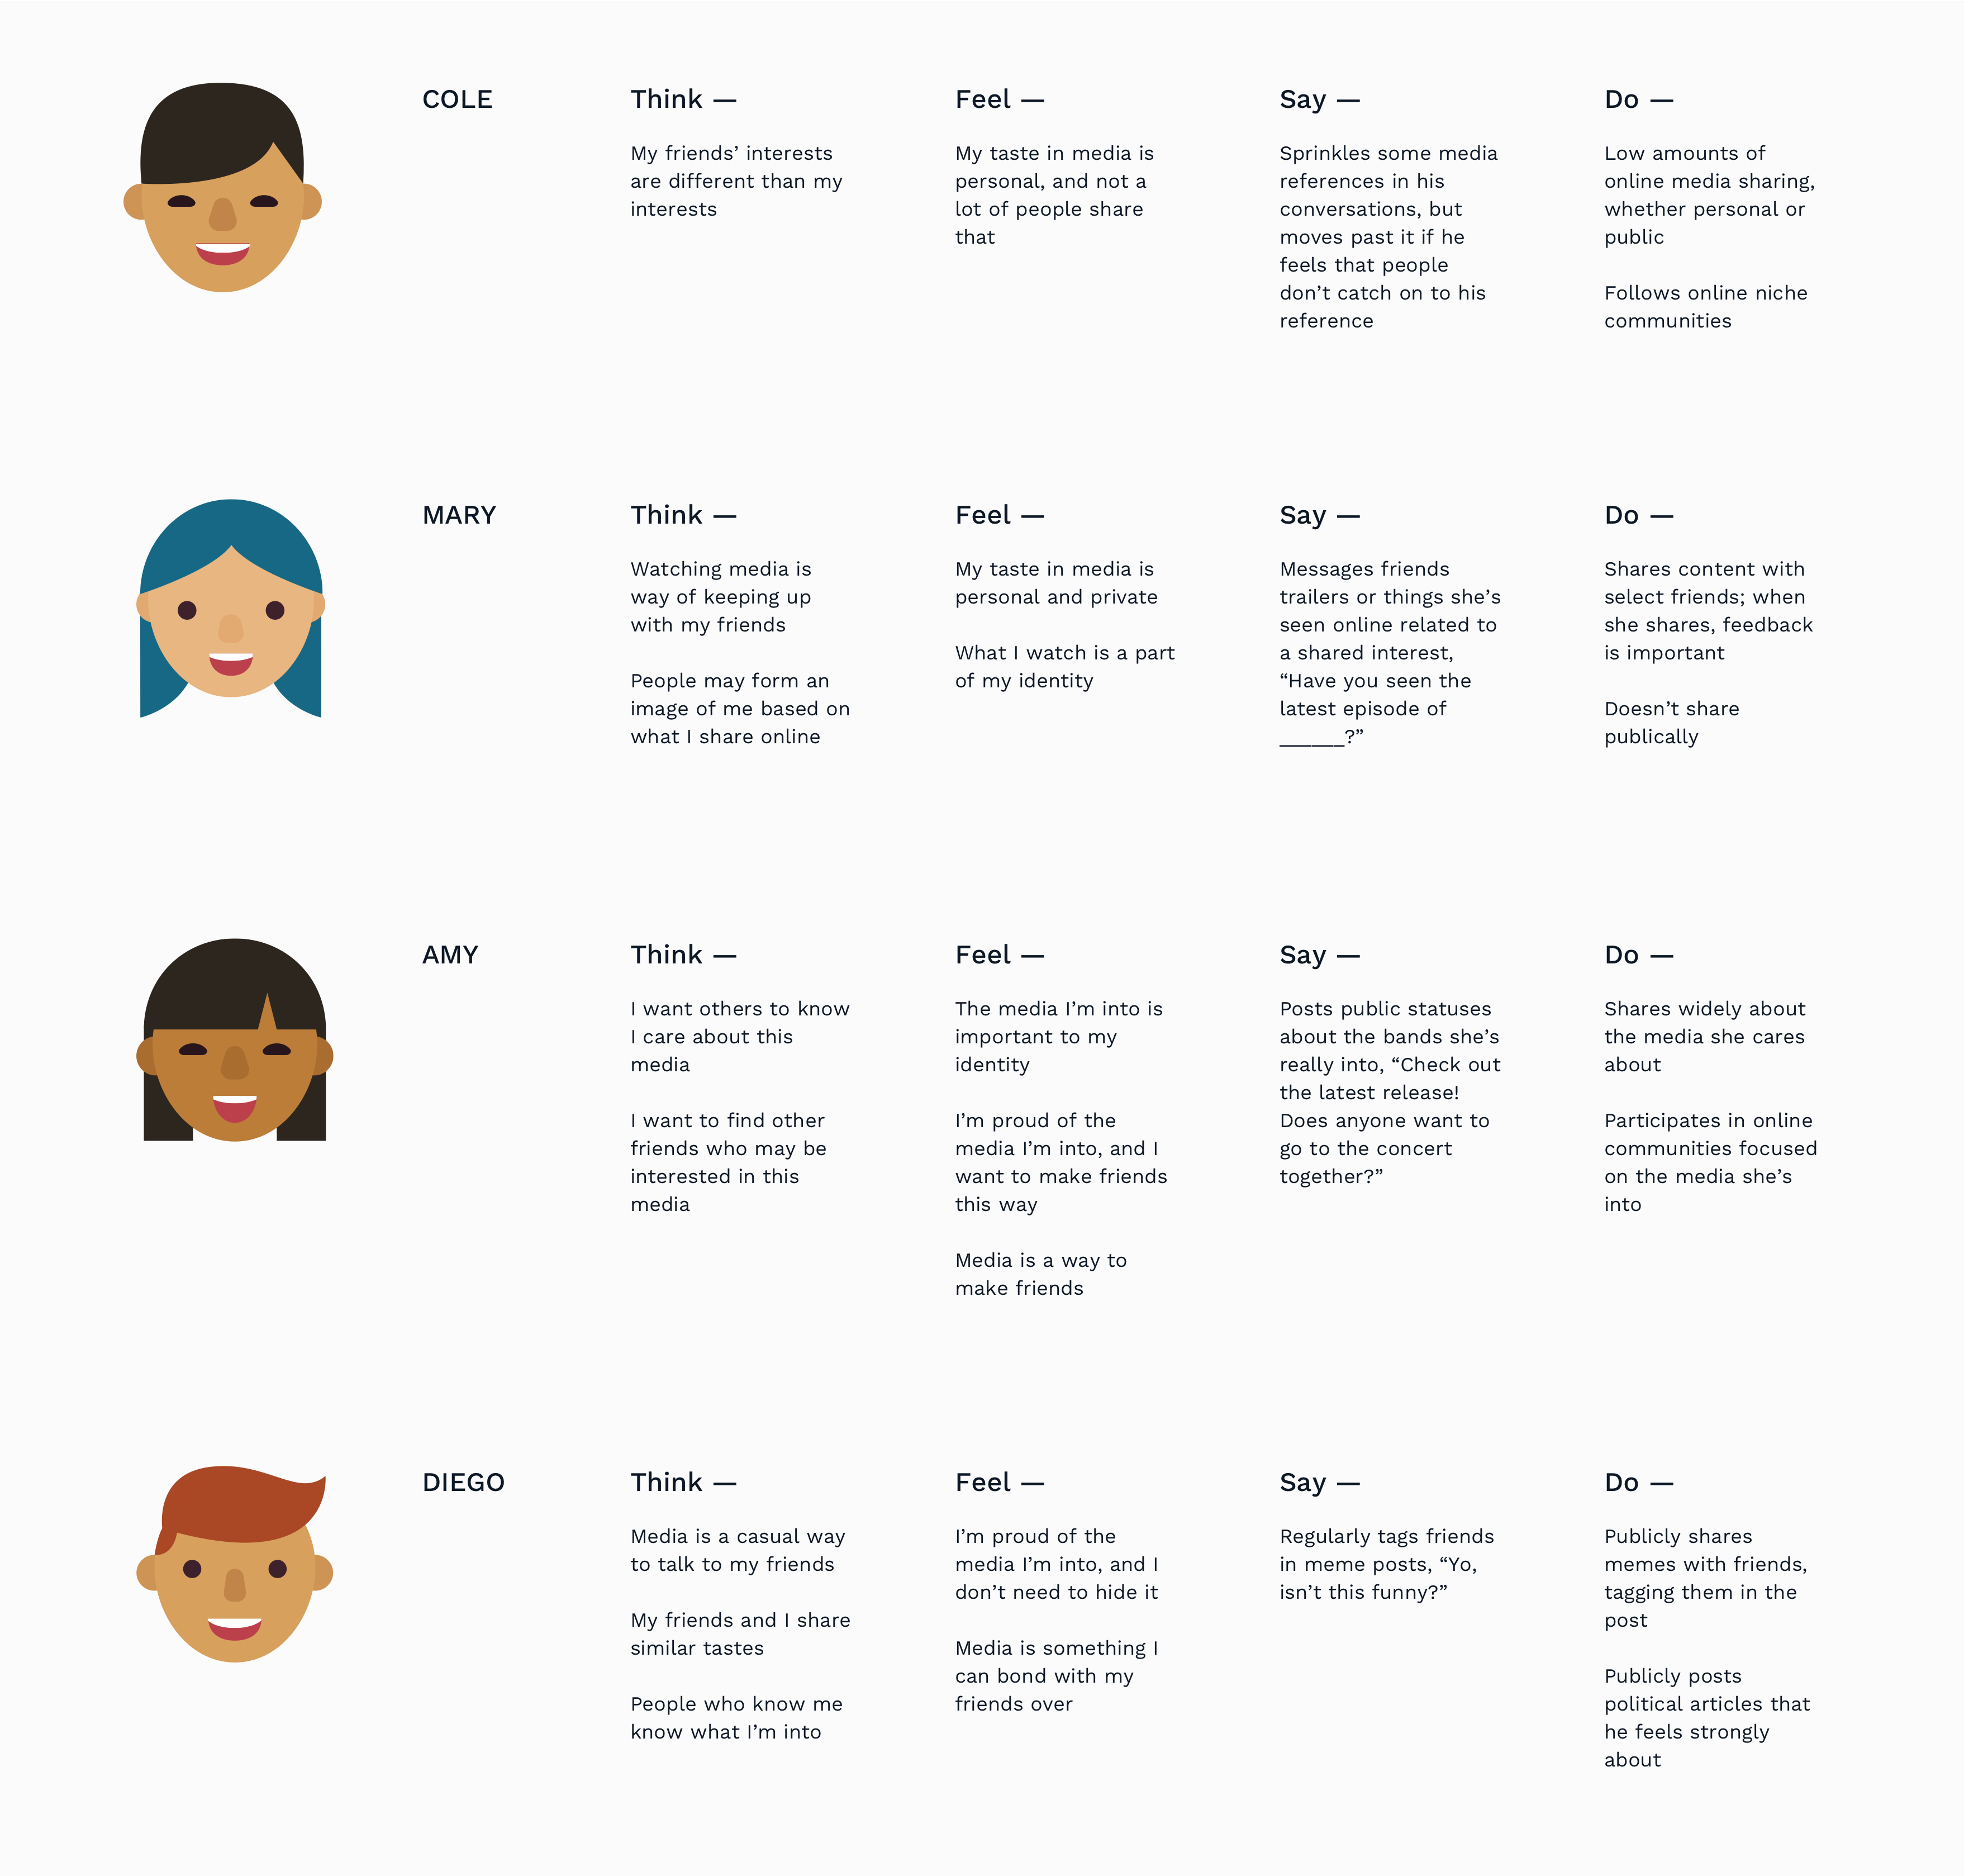 COLE
Think —
My friends’ interests
are different than my
interests
Feel —
My taste in media is
personal, and not a
lot of people share
that
Say —
Sprinkles some media
references in his
conversations, but
moves past it if he
feels that people
don’t catch on to his
reference
Do —
Low amounts of
online media sharing,
whether personal or
public
Follows online niche
communities
MARY
Think —
Watching media is
way of keeping up
with my friends
People may form an
image of me based on
what I share online
Feel —
My taste in media is
personal and private
What I watch is a part
of my identity
Say —
Messages friends
trailers or things she’s
seen online related to
a shared interest,
“Have you seen the
latest episode of
______?”
Do —
Shares content with
select friends; when
she shares, feedback
is important
Doesn’t share
publically
AMY
Think —
I want others to know
I care about this
media
I want to find other
friends who may be
interested in this
media
Feel —
The media I’m into is
important to my
identity
I’m proud of the
media I’m into, and I
want to make friends
this way
Media is a way to
make friends
Say —
Posts public statuses
about the bands she’s
really into, “Check out
the latest release!
Does anyone want to
go to the concert
together?”
Do —
Shares widely about
the media she cares
about
Participates in online
communities focused
on the media she’s
into
DIEGO
Think —
Media is a casual way
to talk to my friends
My friends and I share
similar tastes
People who know me
know what I’m into
Feel —
I’m proud of the
media I’m into, and I
don’t need to hide it
Media is something I
can bond with my
friends over
Say —
Regularly tags friends
in meme posts, “Yo,
isn’t this funny?”
Do —
Publicly shares
memes with friends,
tagging them in the
post
Publicly posts
political articles that
he feels strongly
about